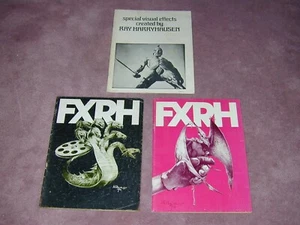 special visual effects
created by
RAY HARRYHAUSEN
FXRH
FXRH